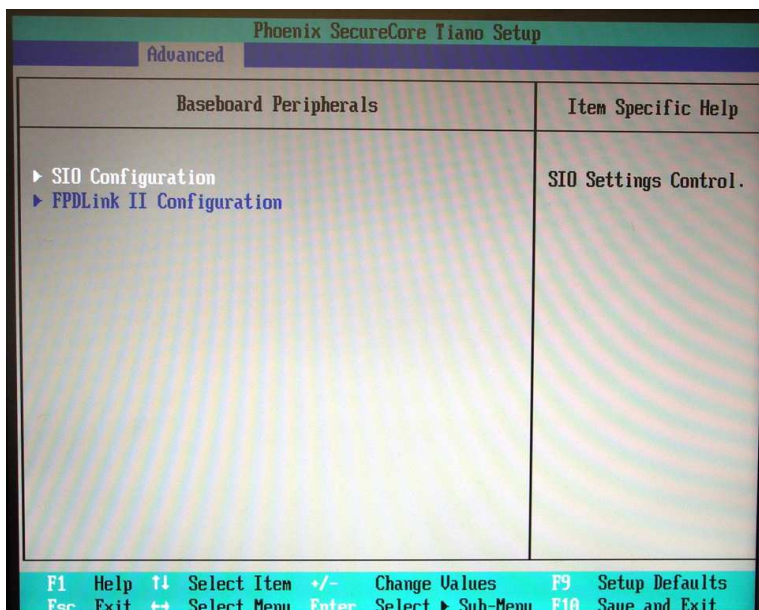 Phoenix SecureCore Tiano Setup
Advanced
Baseboard Peripherals
Item Specific Help
▶ SIO Configuration
SIO Settings Control.
▶ FPDLink II Configuration
F1 Help ↑↓ Select Item +/- Change Values F9 Setup Defaults
Esc Exit ↔ Select Menu Enter Select ▶ Sub-Menu F10 Save and Exit